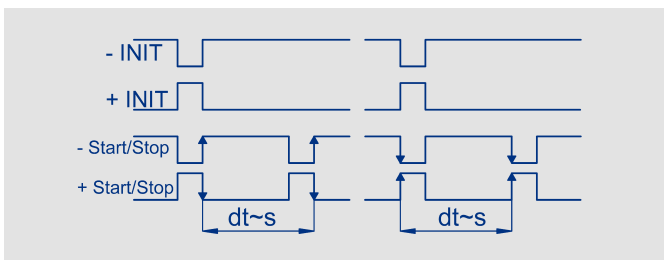 - INIT
+ INIT
- Start/Stop
+ Start/Stop
dt~s dt~s